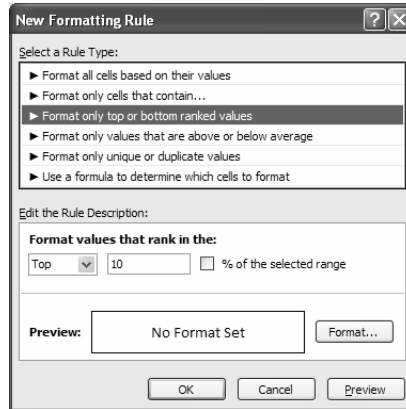 New Formatting Rule
Select a Rule Type:
► Format all cells based on their values
► Format only cells that contain...
► Format only top or bottom ranked values
► Format only values that are above or below average
► Format only unique or duplicate values
► Use a formula to determine which cells to format
Edit the Rule Description:
Format values that rank in the:
Top 10 % of the selected range
Preview: No Format Set Format...
OK Cancel Preview